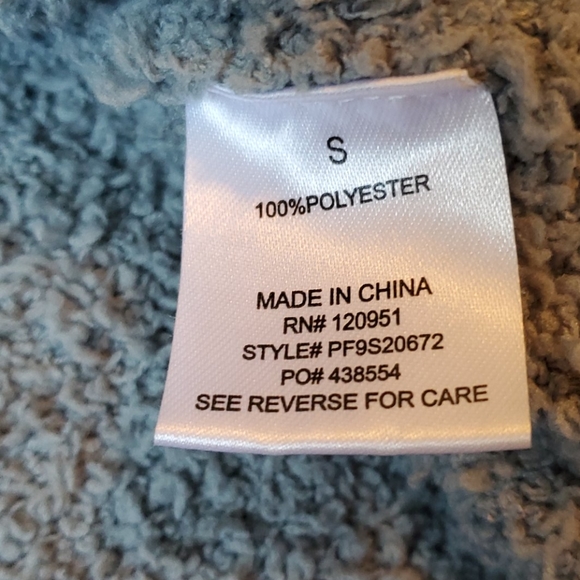 S
100%POLYESTER
MADE IN CHINA
RN# 120951
STYLE# PF9S20672
PO# 438554
SEE REVERSE FOR CARE